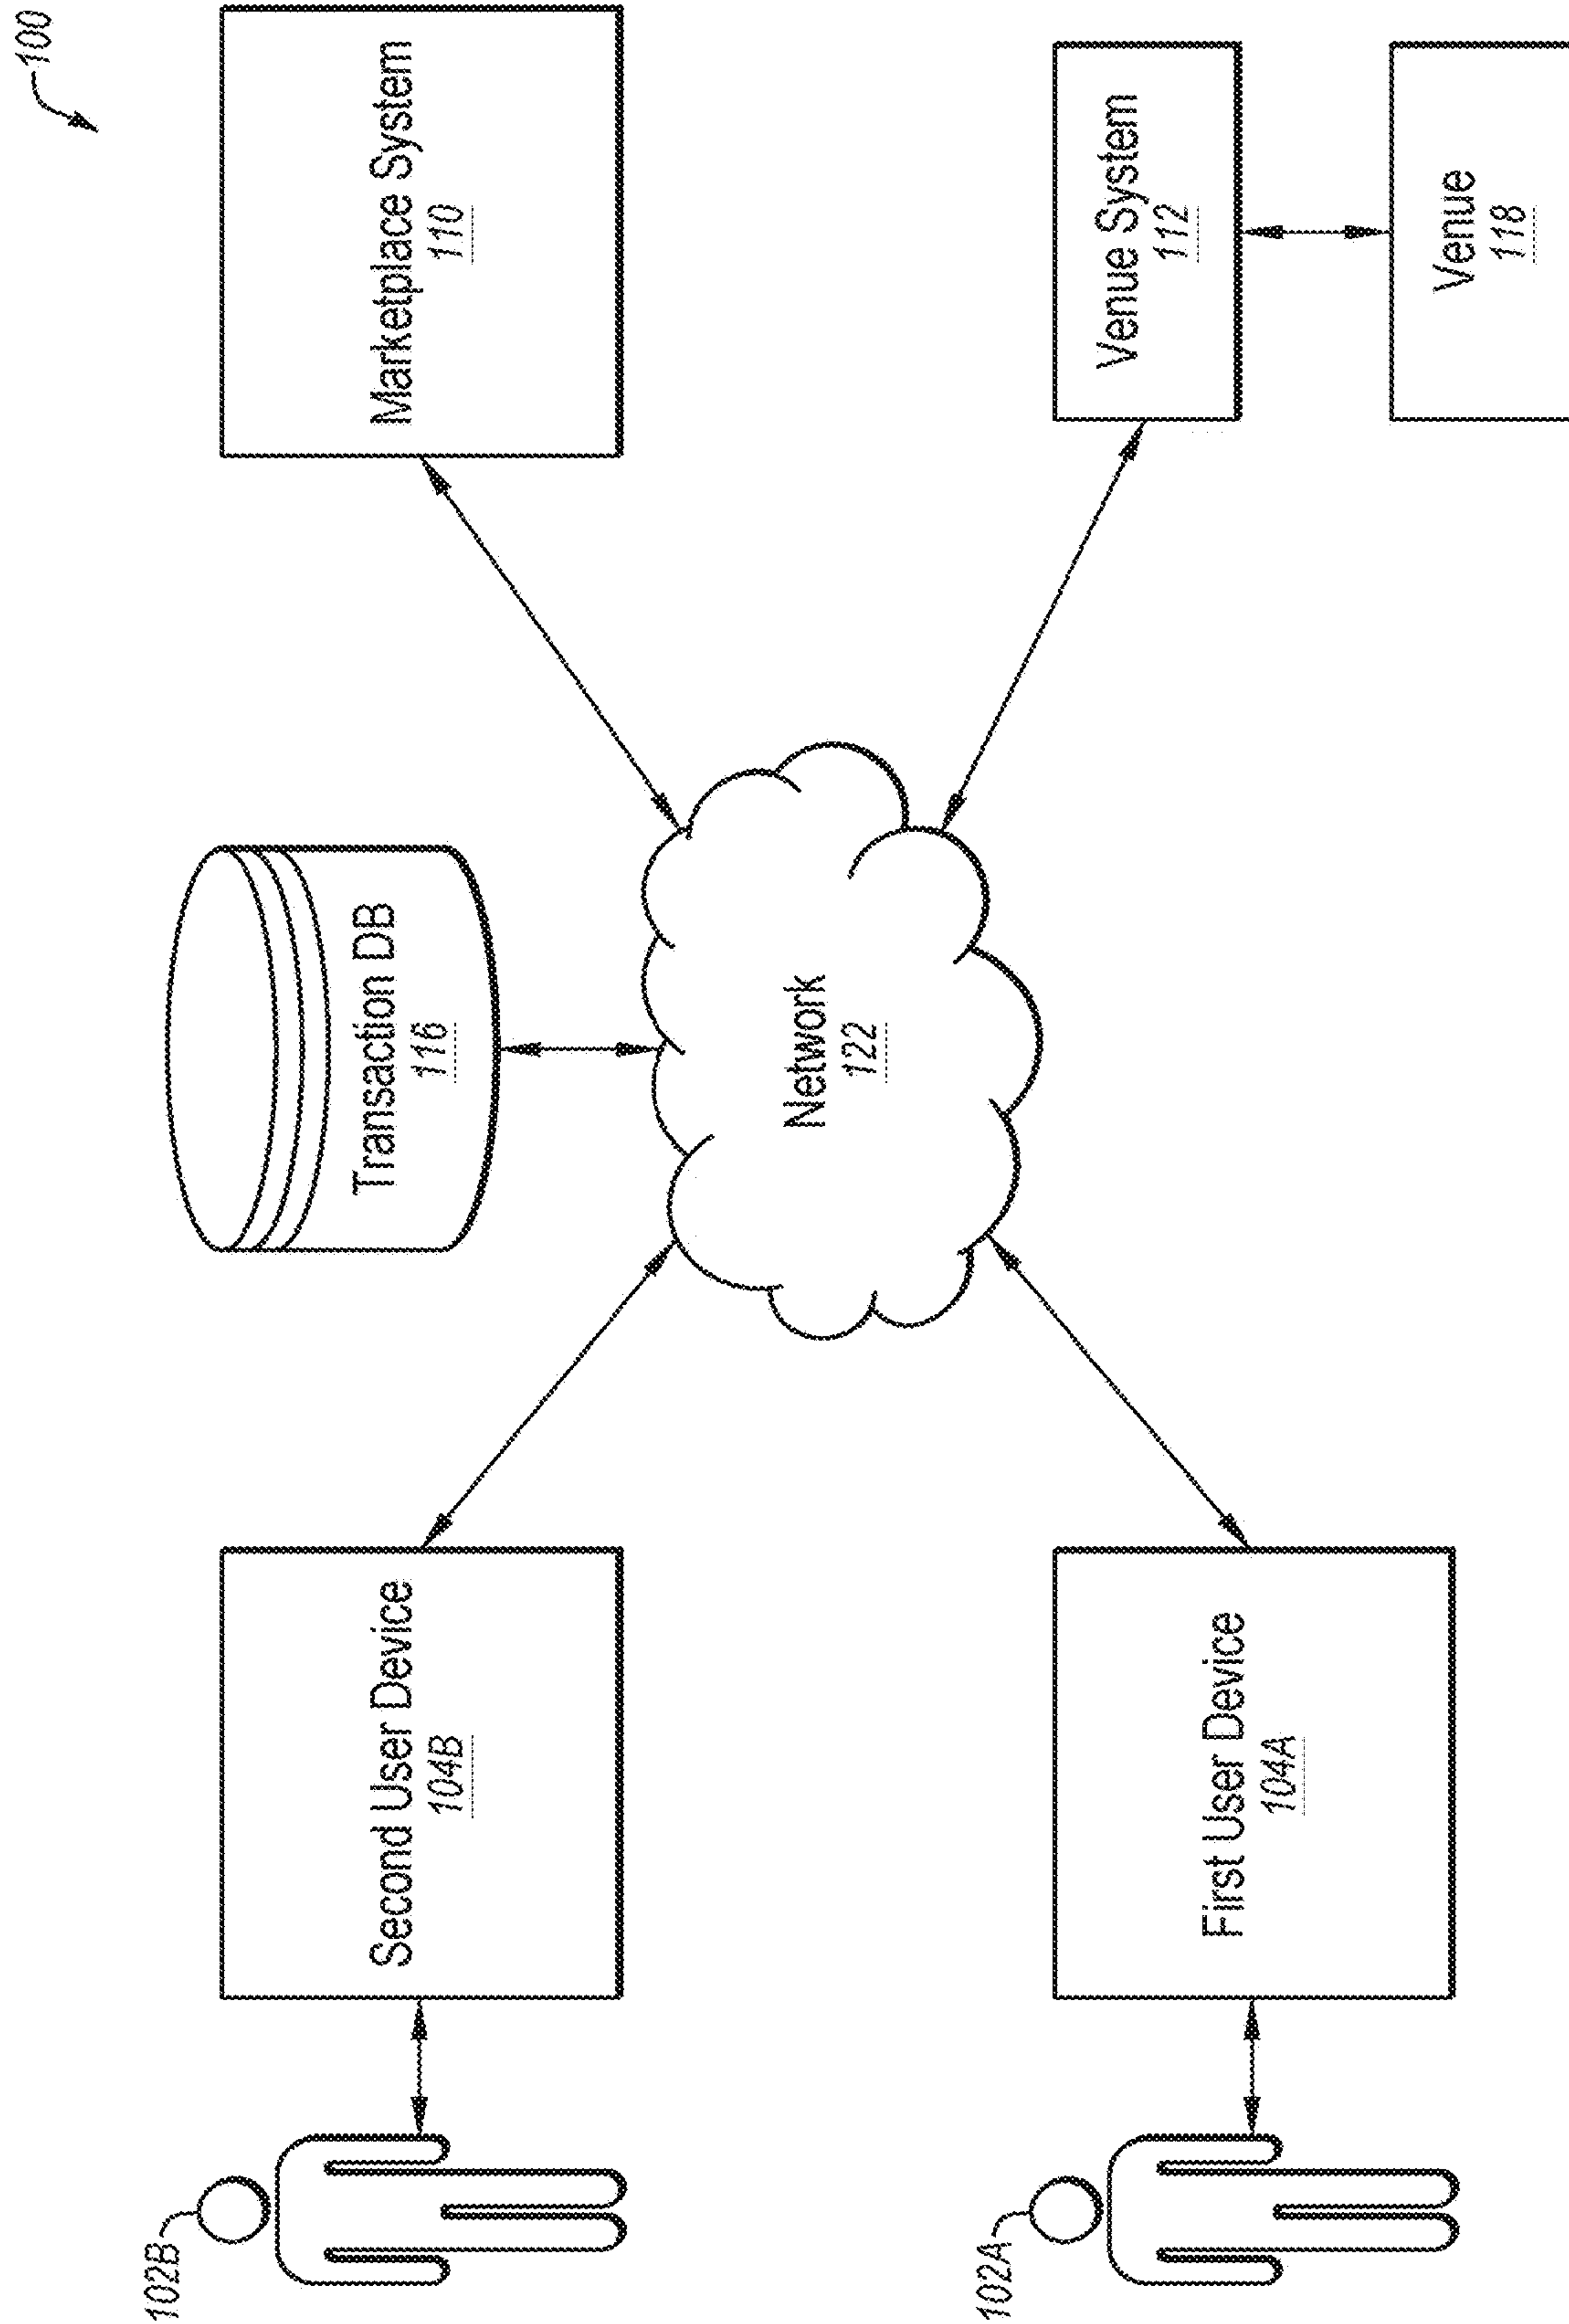 100
102B
Second User Device
104B
Transaction DB
116
Marketplace System
110
Network
122
102A
First User Device
104A
Venue System
112
Venue
118